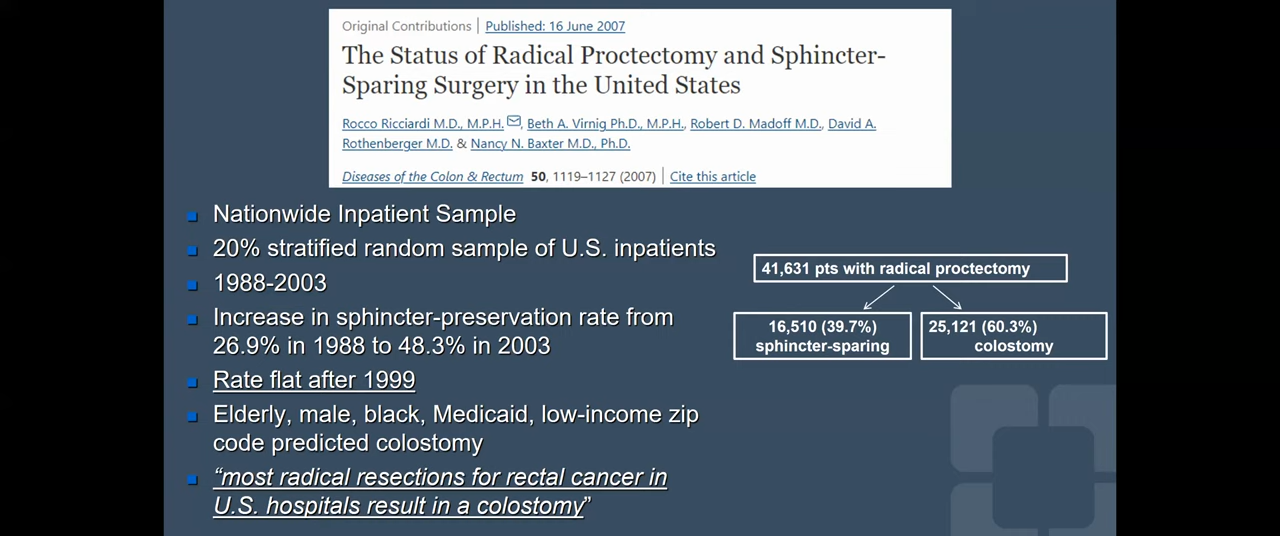 Original Contributions | Published: 16 June 2007
The Status of Radical Proctectomy and Sphincter-
Sparing Surgery in the United States
Rocco Ricciardi M.D., M.P.H. , Beth A. Virnig Ph.D., M.P.H., Robert D. Madoff M.D., David A.
Rothenberger M.D. & Nancy N. Baxter M.D., Ph.D.
Diseases of the Colon & Rectum 50, 1119–1127 (2007) | Cite this article
Nationwide Inpatient Sample
20% stratified random sample of U.S. inpatients
1988-2003
Increase in sphincter-preservation rate from
26.9% in 1988 to 48.3% in 2003
Rate flat after 1999
Elderly, male, black, Medicaid, low-income zip
code predicted colostomy
“most radical resections for rectal cancer in
U.S. hospitals result in a colostomy”
41,631 pts with radical proctectomy
16,510 (39.7%)
sphincter-sparing
25,121 (60.3%)
colostomy